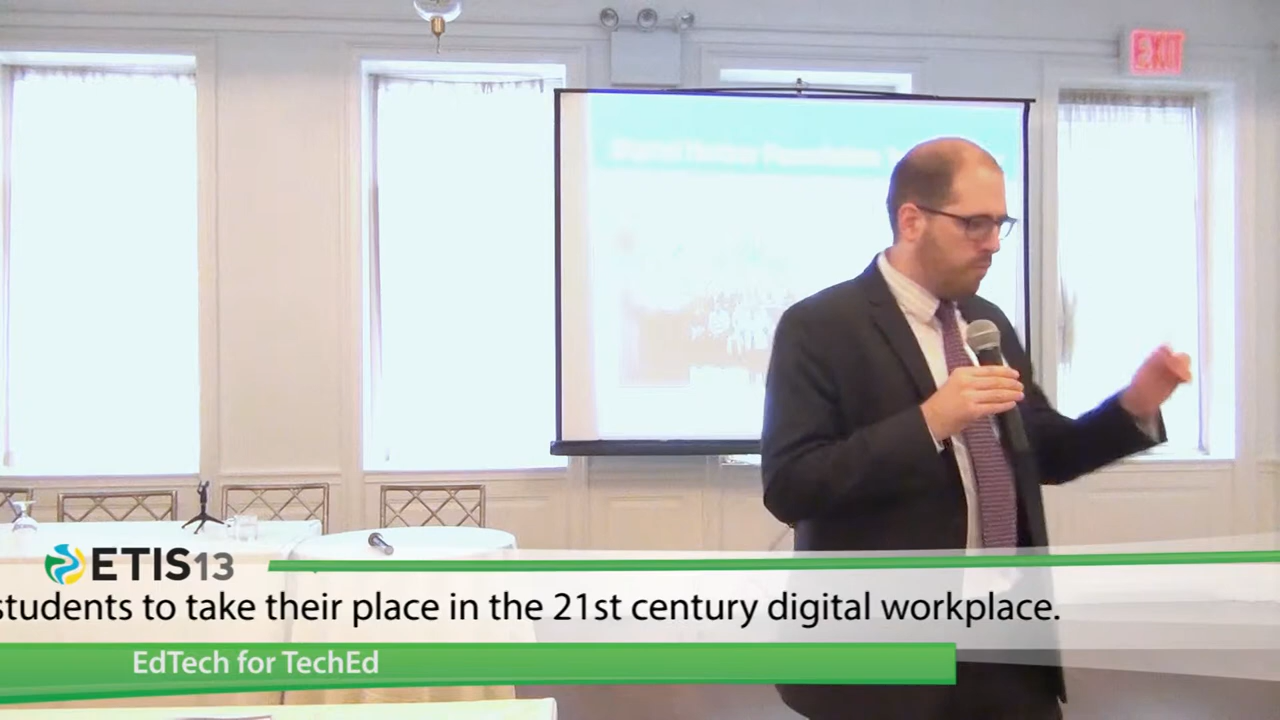 EXIT
ETIS13
students to take their place in the 21st century digital workplace.
EdTech for TechEd